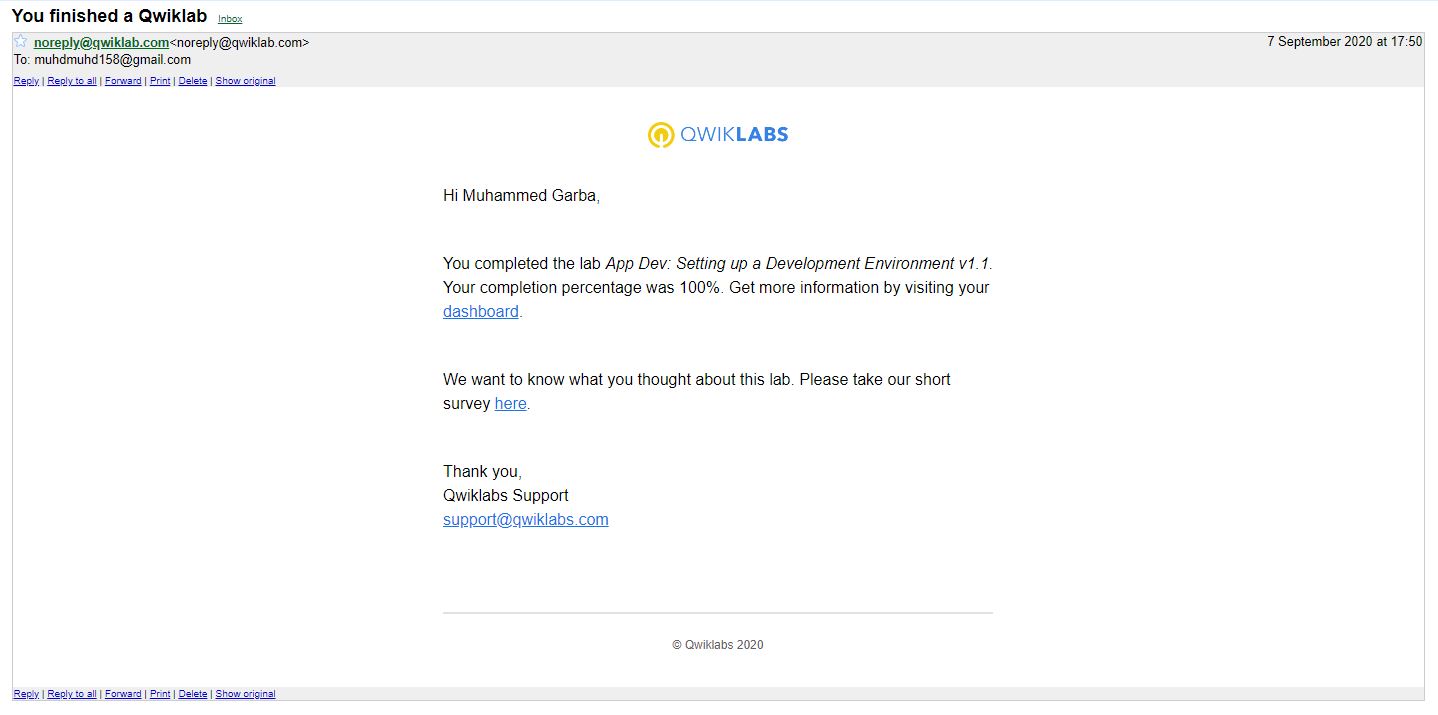 You finished a Qwiklab Inbox
noreply@qwiklab.com<noreply@qwiklab.com> 7 September 2020 at 17:50
To: muhdmuhd158@gmail.com
Reply | Reply to all | Forward | Print | Delete | Show original
QWIKLABS
Hi Muhammed Garba,
You completed the lab App Dev: Setting up a Development Environment v1.1.
Your completion percentage was 100%. Get more information by visiting your
dashboard.
We want to know what you thought about this lab. Please take our short
survey here.
Thank you,
Qwiklabs Support
support@qwiklabs.com
© Qwiklabs 2020
Reply | Reply to all | Forward | Print | Delete | Show original